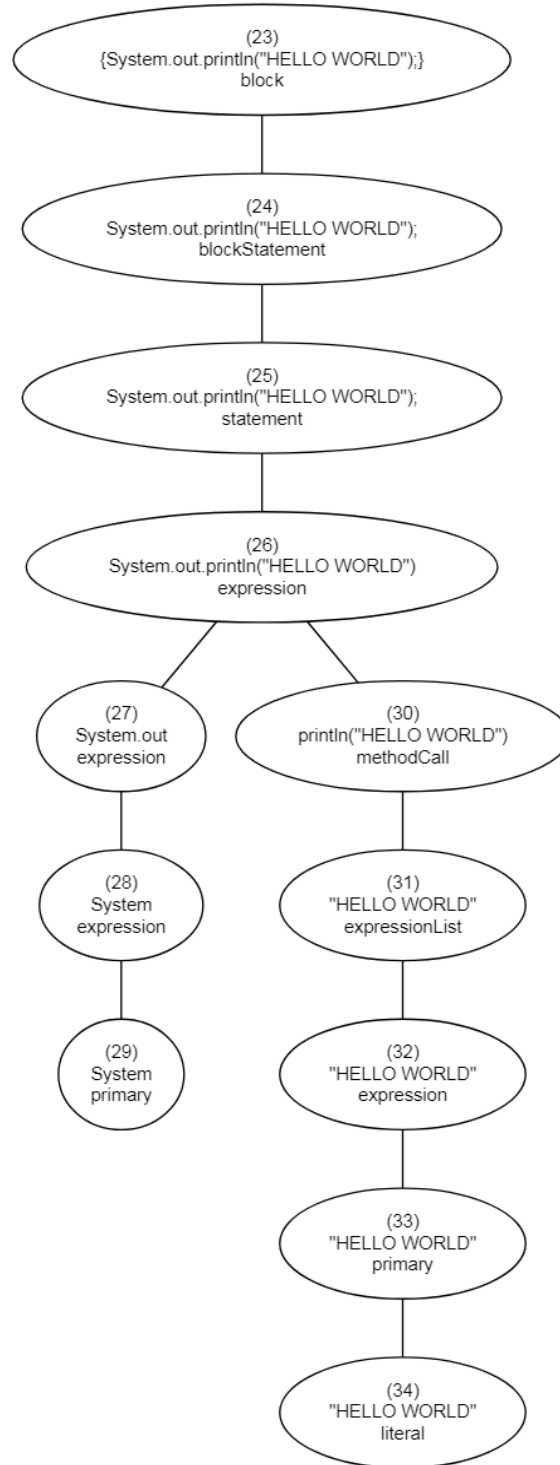 (23)
{System.out.println("HELLO WORLD");}
block
(24)
System.out.println("HELLO WORLD");
blockStatement
(25)
System.out.println("HELLO WORLD");
statement
(26)
System.out.println("HELLO WORLD")
expression
(27)
System.out
expression
(30)
println("HELLO WORLD")
methodCall
(28)
System
expression
(31)
"HELLO WORLD"
expressionList
(29)
System
primary
(32)
"HELLO WORLD"
expression
(33)
"HELLO WORLD"
primary
(34)
"HELLO WORLD"
literal